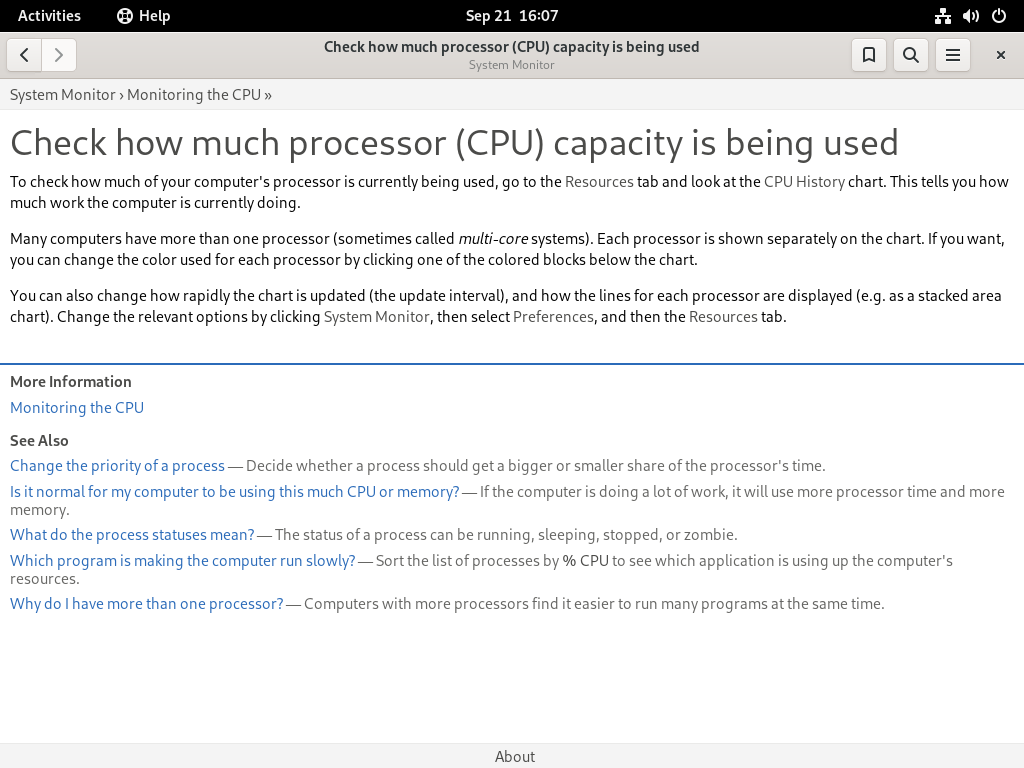 Activities Help Sep 21 16:07
Check how much processor (CPU) capacity is being used
System Monitor
System Monitor › Monitoring the CPU »
Check how much processor (CPU) capacity is being used
To check how much of your computer's processor is currently being used, go to the Resources tab and look at the CPU History chart. This tells you how
much work the computer is currently doing.
Many computers have more than one processor (sometimes called multi-core systems). Each processor is shown separately on the chart. If you want,
you can change the color used for each processor by clicking one of the colored blocks below the chart.
You can also change how rapidly the chart is updated (the update interval), and how the lines for each processor are displayed (e.g. as a stacked area
chart). Change the relevant options by clicking System Monitor, then select Preferences, and then the Resources tab.
More Information
Monitoring the CPU
See Also
Change the priority of a process — Decide whether a process should get a bigger or smaller share of the processor's time.
Is it normal for my computer to be using this much CPU or memory? — If the computer is doing a lot of work, it will use more processor time and more
memory.
What do the process statuses mean? — The status of a process can be running, sleeping, stopped, or zombie.
Which program is making the computer run slowly? — Sort the list of processes by % CPU to see which application is using up the computer's
resources.
Why do I have more than one processor? — Computers with more processors find it easier to run many programs at the same time.
About